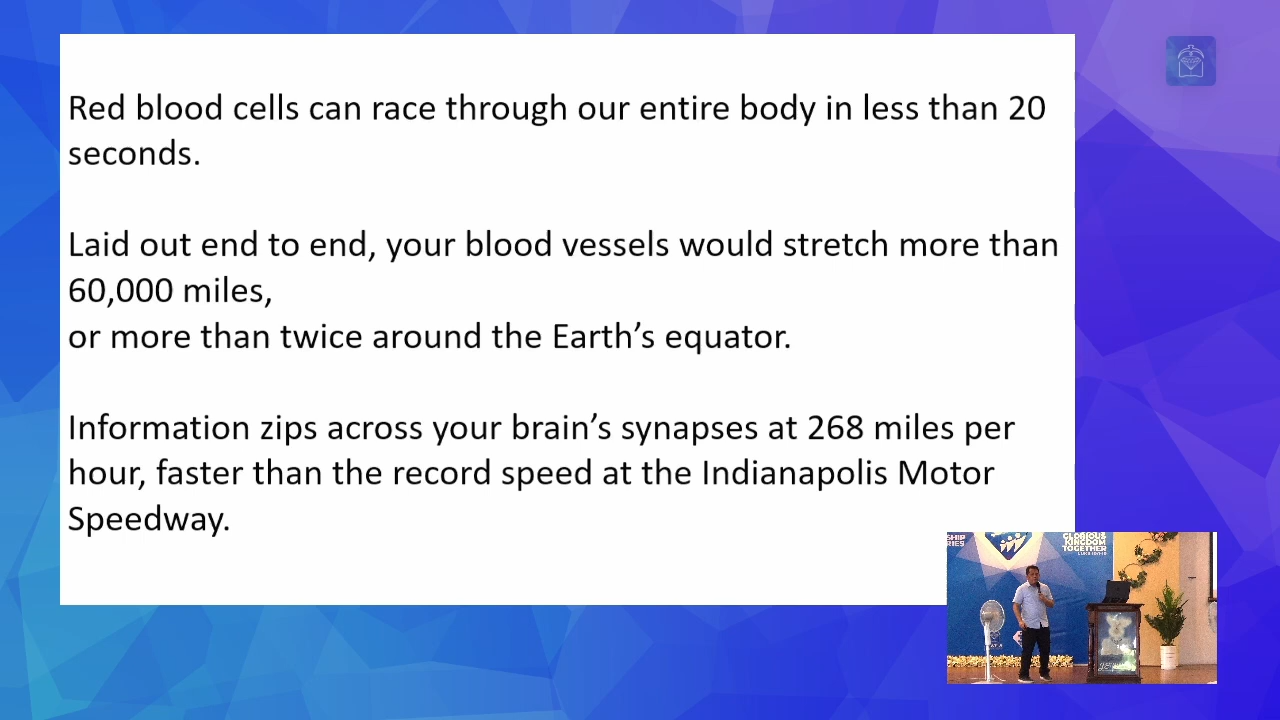 Red blood cells can race through our entire body in less than 20
seconds.
Laid out end to end, your blood vessels would stretch more than
60,000 miles,
or more than twice around the Earth’s equator.
Information zips across your brain’s synapses at 268 miles per
hour, faster than the record speed at the Indianapolis Motor
Speedway.
GLORIOUS
KINGDOM
TOGETHER